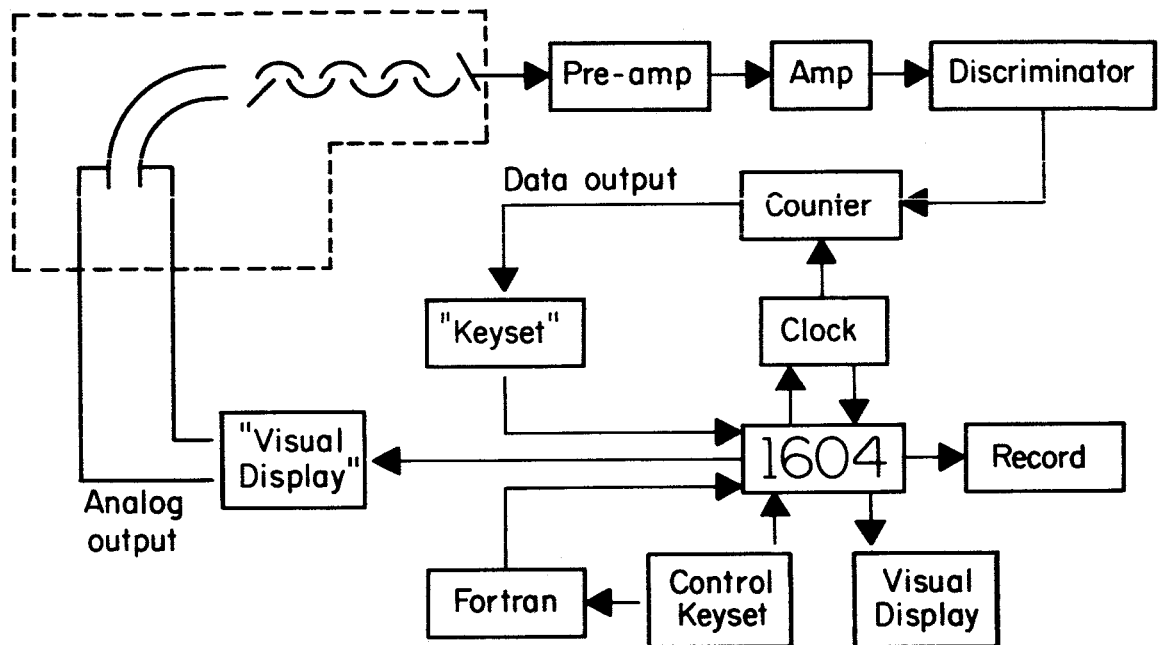 Pre-amp
Amp
Discriminator
Data output
Counter
"Keyset"
Clock
"Visual
Display"
1604
Record
Analog
output
Fortran
Control
Keyset
Visual
Display